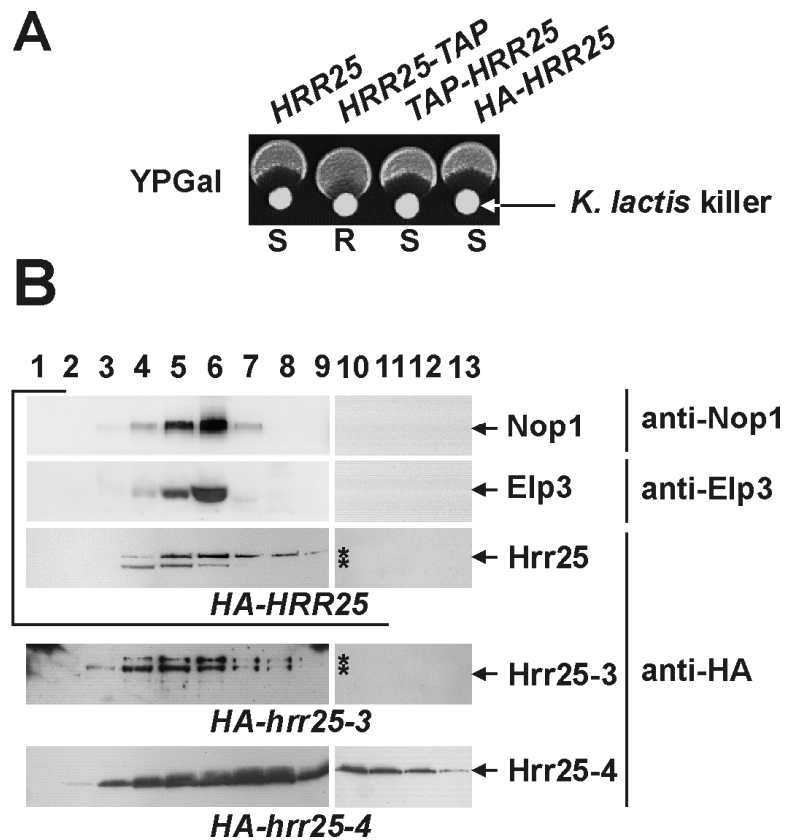 A
HRR25 HRR25-TAP TAP-HRR25 HA-HRR25
YPGal
K. lactis killer
S R S S
B
1 2 3 4 5 6 7 8 9 10 11 12 13
Nop1 anti-Nop1
Elp3 anti-Elp3
* * Hrr25
HA-HRR25
* * Hrr25-3 anti-HA
HA-hrr25-3
Hrr25-4
HA-hrr25-4